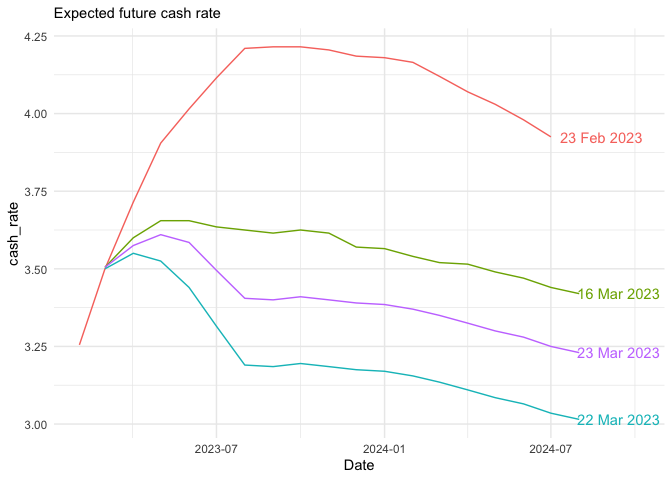 Expected future cash rate
4.25
4.00
3.75
3.50
3.25
3.00
cash_rate
23 Feb 2023
16 Mar 2023
23 Mar 2023
22 Mar 2023
2023-07
2024-01
2024-07
Date